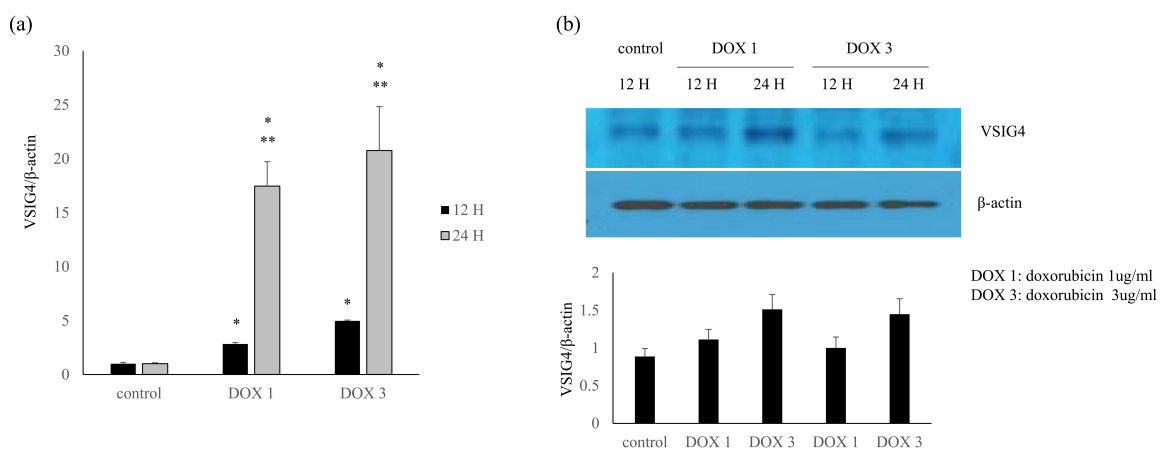 (a)
30
25
20
15
10
5
0
VSIG4/β-actin
*
*
**
*
*
**
control
DOX 1
DOX 3
12 H
24 H
(b)
control DOX 1 DOX 3
12 H 12 H 24 H 12 H 24 H
VSIG4
β-actin
DOX 1: doxorubicin 1ug/ml
DOX 3: doxorubicin 3ug/ml
2
1.5
1
0.5
0
VSIG4/β-actin
control DOX 1 DOX 3 DOX 1 DOX 3